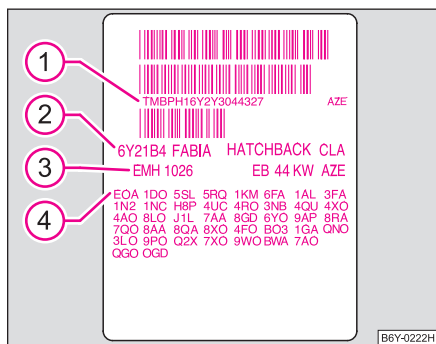 1
TMBPH16Y2Y3044327 AZE
2
6Y21B4 FABIA HATCHBACK CLA
3
EMH 1026 EB 44 KW AZE
4
EOA 1DO 5SL 5RQ 1KM 6FA 1AL 3FA
1N2 1NC H8P 4UC 4RO 3NB 4QU 4XO
4AO 8LO J1L 7AA 8GD 6YO 9AP 8RA
7QO 8AA 8QA 8XO 4FO BO3 1GA QNO
3LO 9PO Q2X 7XO 9WO BWA 7AO
QGO OGD
B6Y-0222H